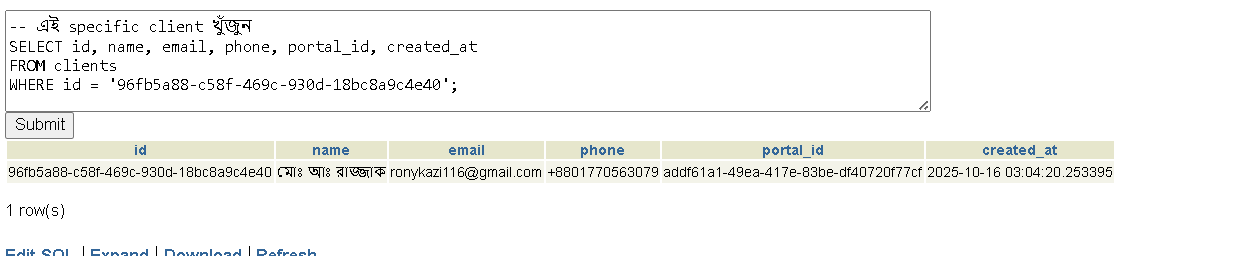 -- এই specific client খুঁজুন
SELECT id, name, email, phone, portal_id, created_at
FROM clients
WHERE id = '96fb5a88-c58f-469c-930d-18bc8a9c4e40';
Submit
id name email phone portal_id created_at
96fb5a88-c58f-469c-930d-18bc8a9c4e40 মোঃ আঃ রাজ্জাক ronykazi116@gmail.com +8801770563079 addf61a1-49ea-417e-83be-df40720f77cf 2025-10-16 03:04:20.253395
1 row(s)
Edit SQL | Expand | Download | Refresh